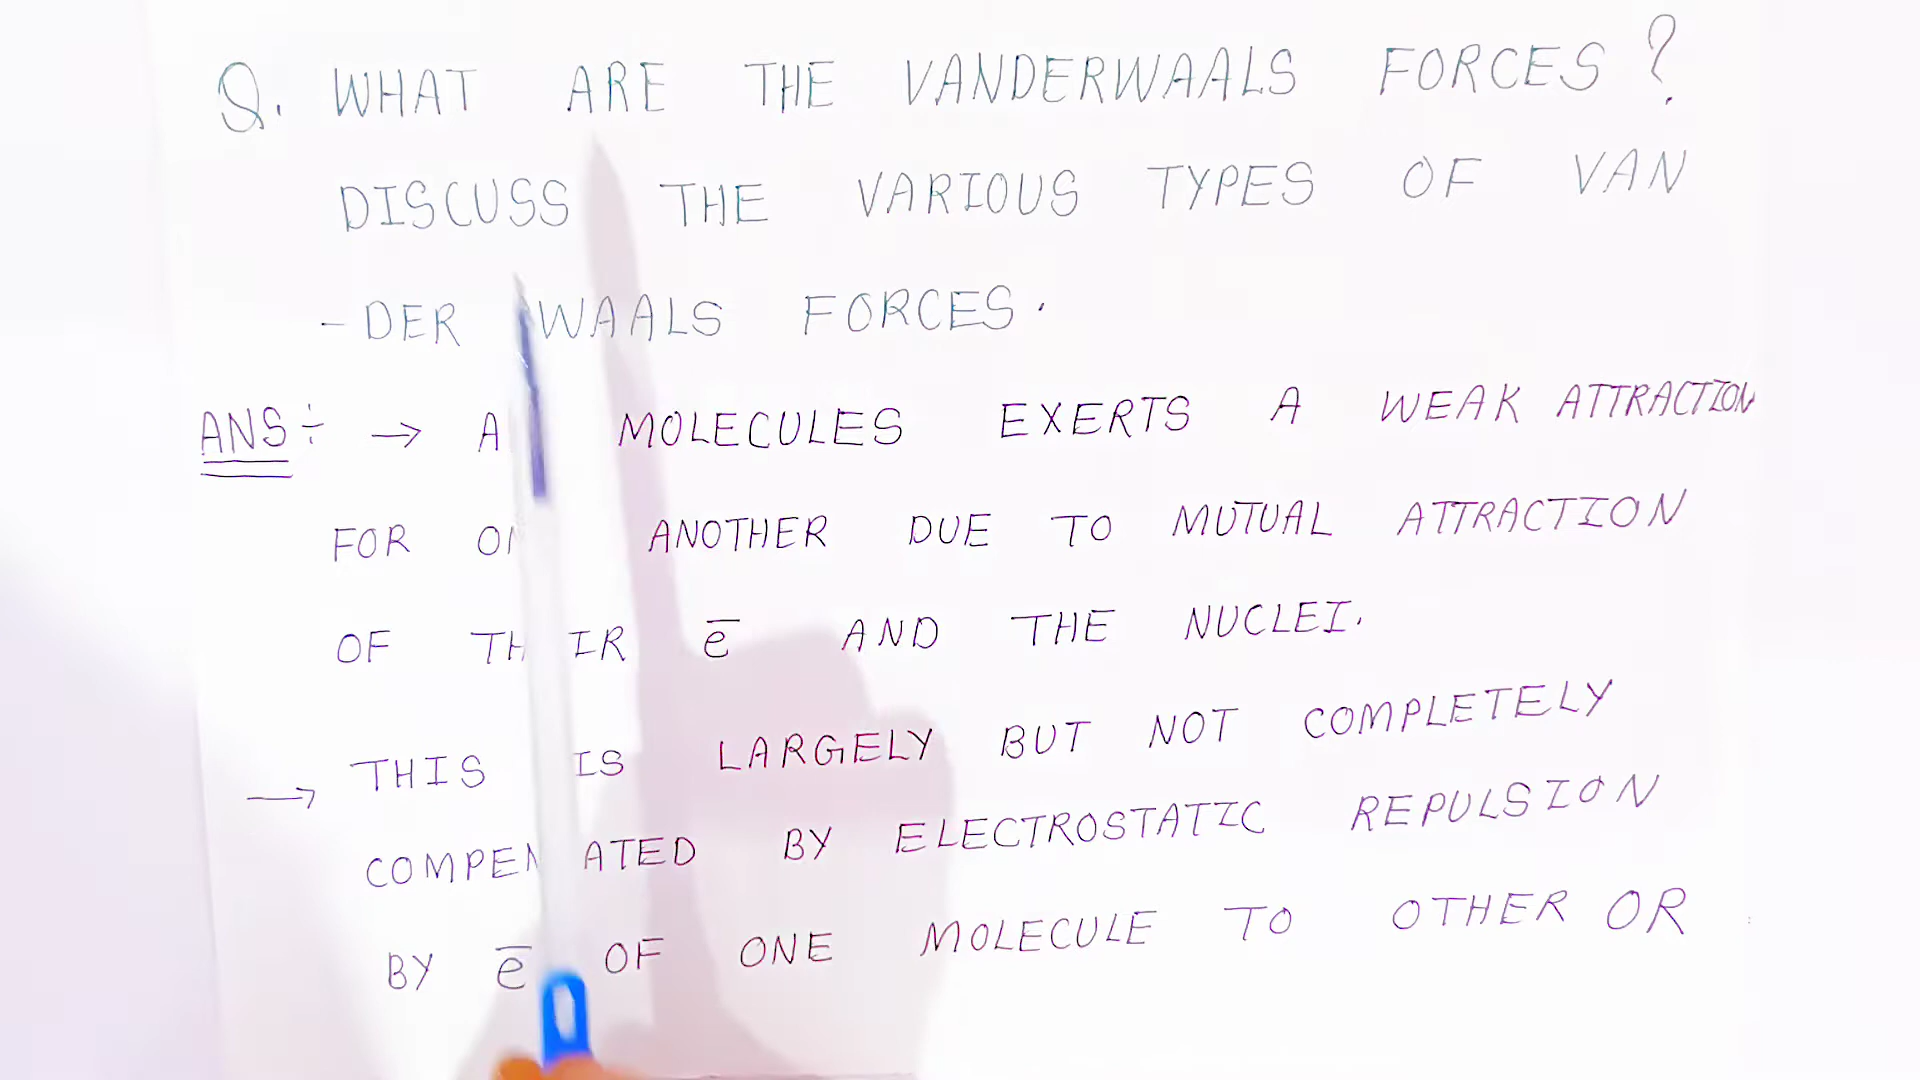 Q. WHAT ARE THE VANDERWAALS FORCES?
DISCUSS THE VARIOUS TYPES OF VAN
- DER WAALS FORCES.
ANS ÷ → MOLECULES EXERTS A WEAK ATTRACTION
FOR ANOTHER DUE TO MUTUAL ATTRACTION
OF e̅ AND THE NUCLEI.
→ THIS IS LARGELY BUT NOT COMPLETELY
BY ELECTROSTATIC REPULSION
BY e̅ OF ONE MOLECULE TO OTHER OR